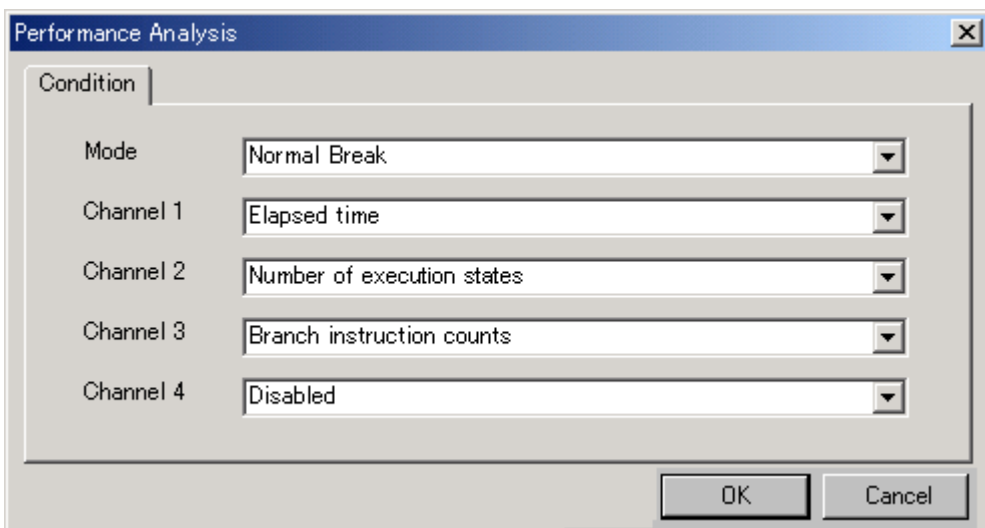 Performance Analysis
Condition
Mode
Normal Break
Channel 1
Elapsed time
Channel 2
Number of execution states
Channel 3
Branch instruction counts
Channel 4
Disabled
OK
Cancel